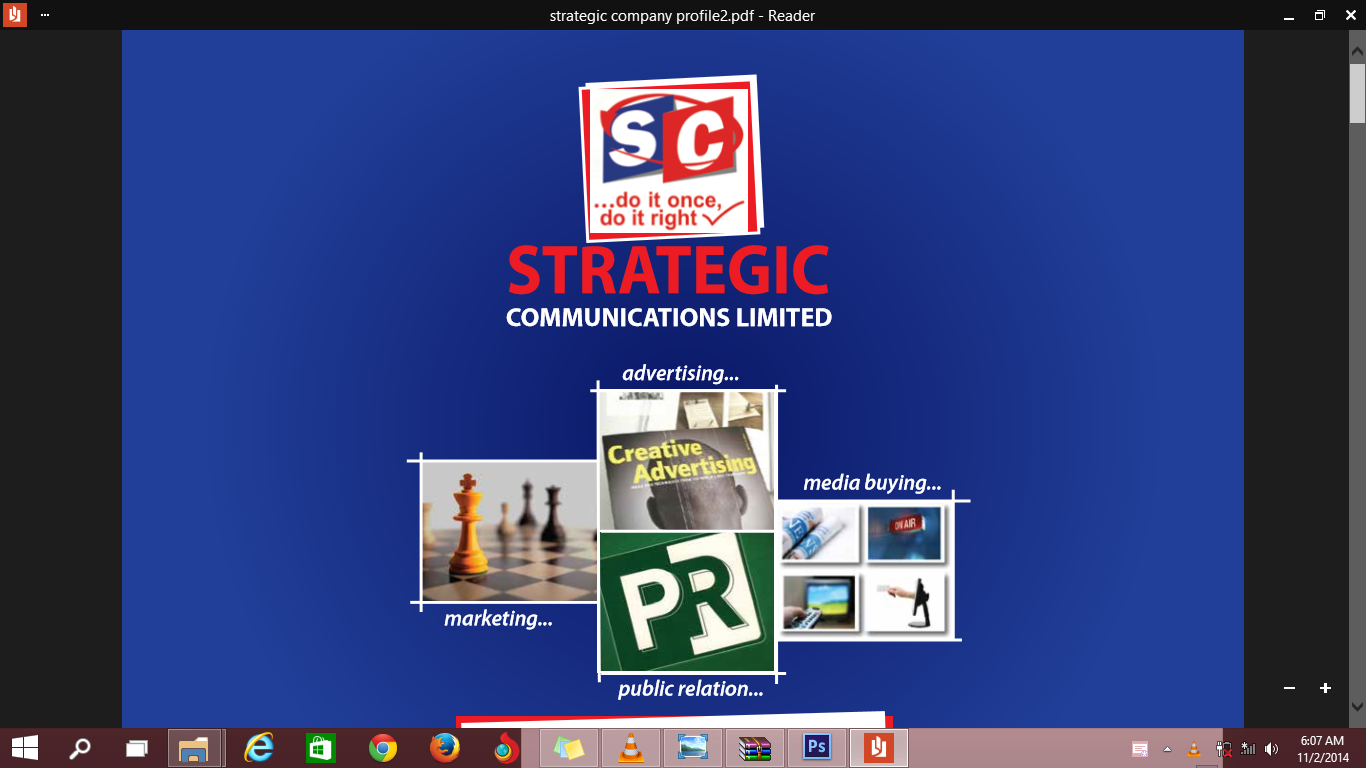 strategic company profile2.pdf - Reader
SC
...do it once,
do it right
STRATEGIC
COMMUNICATIONS LIMITED
advertising...
Creative
Advertising
media buying...
ON AIR
marketing...
PR
public relation...
Ps
6:07 AM
11/2/2014